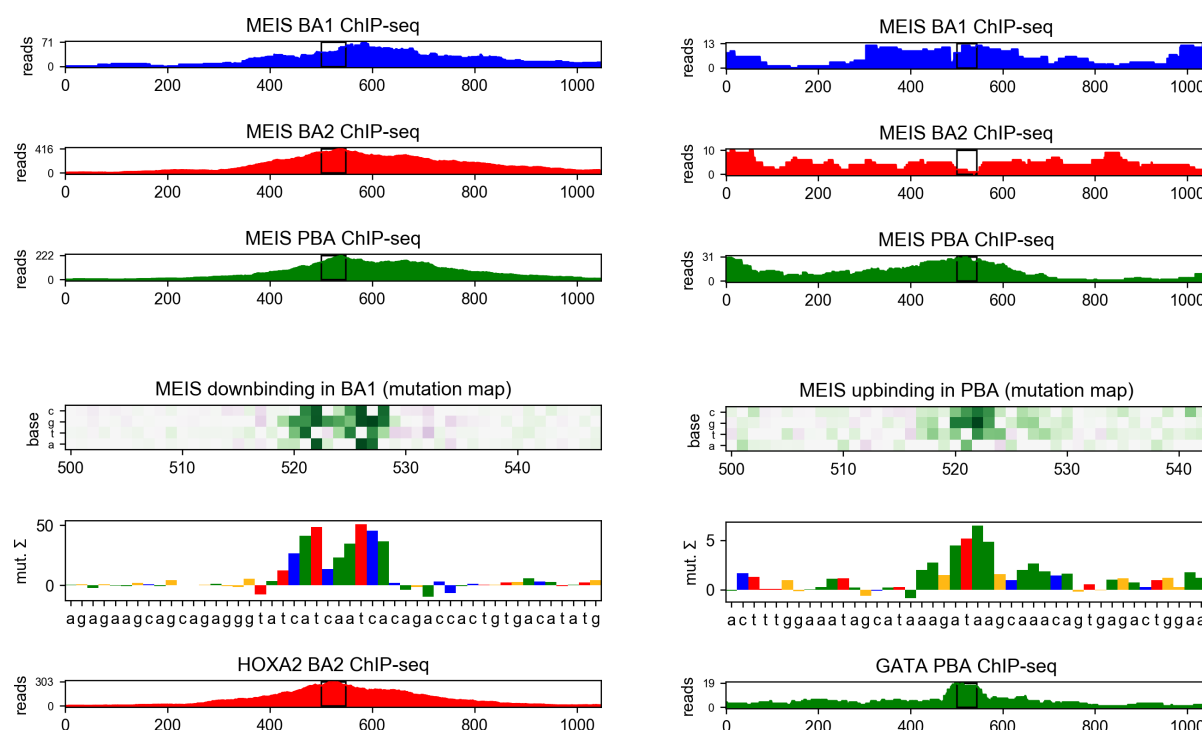 MEIS BA1 ChIP-seq
reads
71
0
0 200 400 600 800 1000
MEIS BA2 ChIP-seq
reads
416
0
0 200 400 600 800 1000
MEIS PBA ChIP-seq
reads
222
0
0 200 400 600 800 1000
MEIS downbinding in BA1 (mutation map)
base
c
g
t
a
500 510 520 530 540
mut. Σ
50
0
a g a g a a g c a g c a g a g g g t a t c a t c a a t c a c a g a c c a c t g t g a c a t a t g
HOXA2 BA2 ChIP-seq
reads
303
0
0 200 400 600 800 1000
MEIS BA1 ChIP-seq
reads
13
0
0 200 400 600 800 1000
MEIS BA2 ChIP-seq
reads
10
0
0 200 400 600 800 1000
MEIS PBA ChIP-seq
reads
31
0
0 200 400 600 800 1000
MEIS upbinding in PBA (mutation map)
base
c
g
t
a
500 510 520 530 540
mut. Σ
5
0
a c t t t g g a a a t a g c a t a a a g a t a a g c a a a c a g t g a g a c t g g a a
GATA PBA ChIP-seq
reads
19
0
0 200 400 600 800 1000